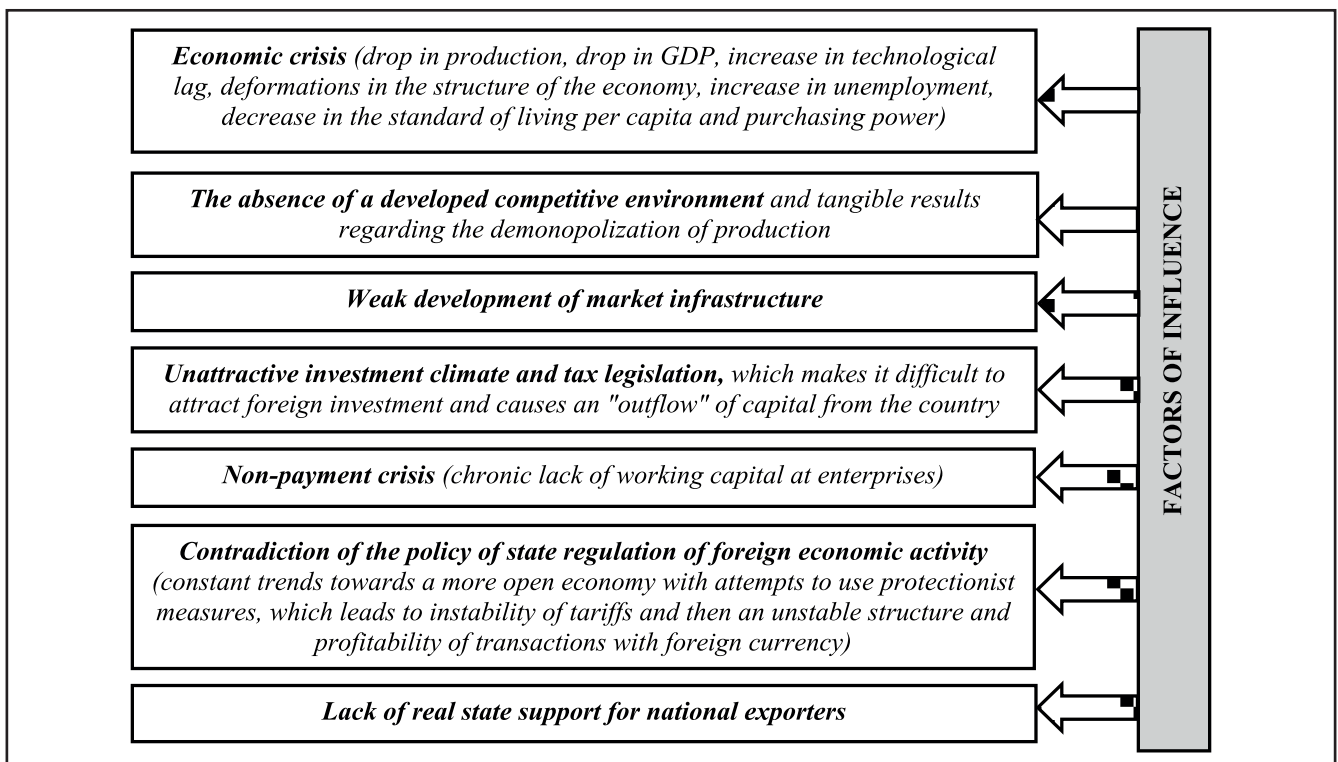 Economic crisis (drop in production, drop in GDP, increase in technological
lag, deformations in the structure of the economy, increase in unemployment,
decrease in the standard of living per capita and purchasing power)
The absence of a developed competitive environment and tangible results
regarding the demonopolization of production
Weak development of market infrastructure
Unattractive investment climate and tax legislation, which makes it difficult to
attract foreign investment and causes an "outflow" of capital from the country
Non-payment crisis (chronic lack of working capital at enterprises)
Contradiction of the policy of state regulation of foreign economic activity
(constant trends towards a more open economy with attempts to use protectionist
measures, which leads to instability of tariffs and then an unstable structure and
profitability of transactions with foreign currency)
Lack of real state support for national exporters
FACTORS OF INFLUENCE